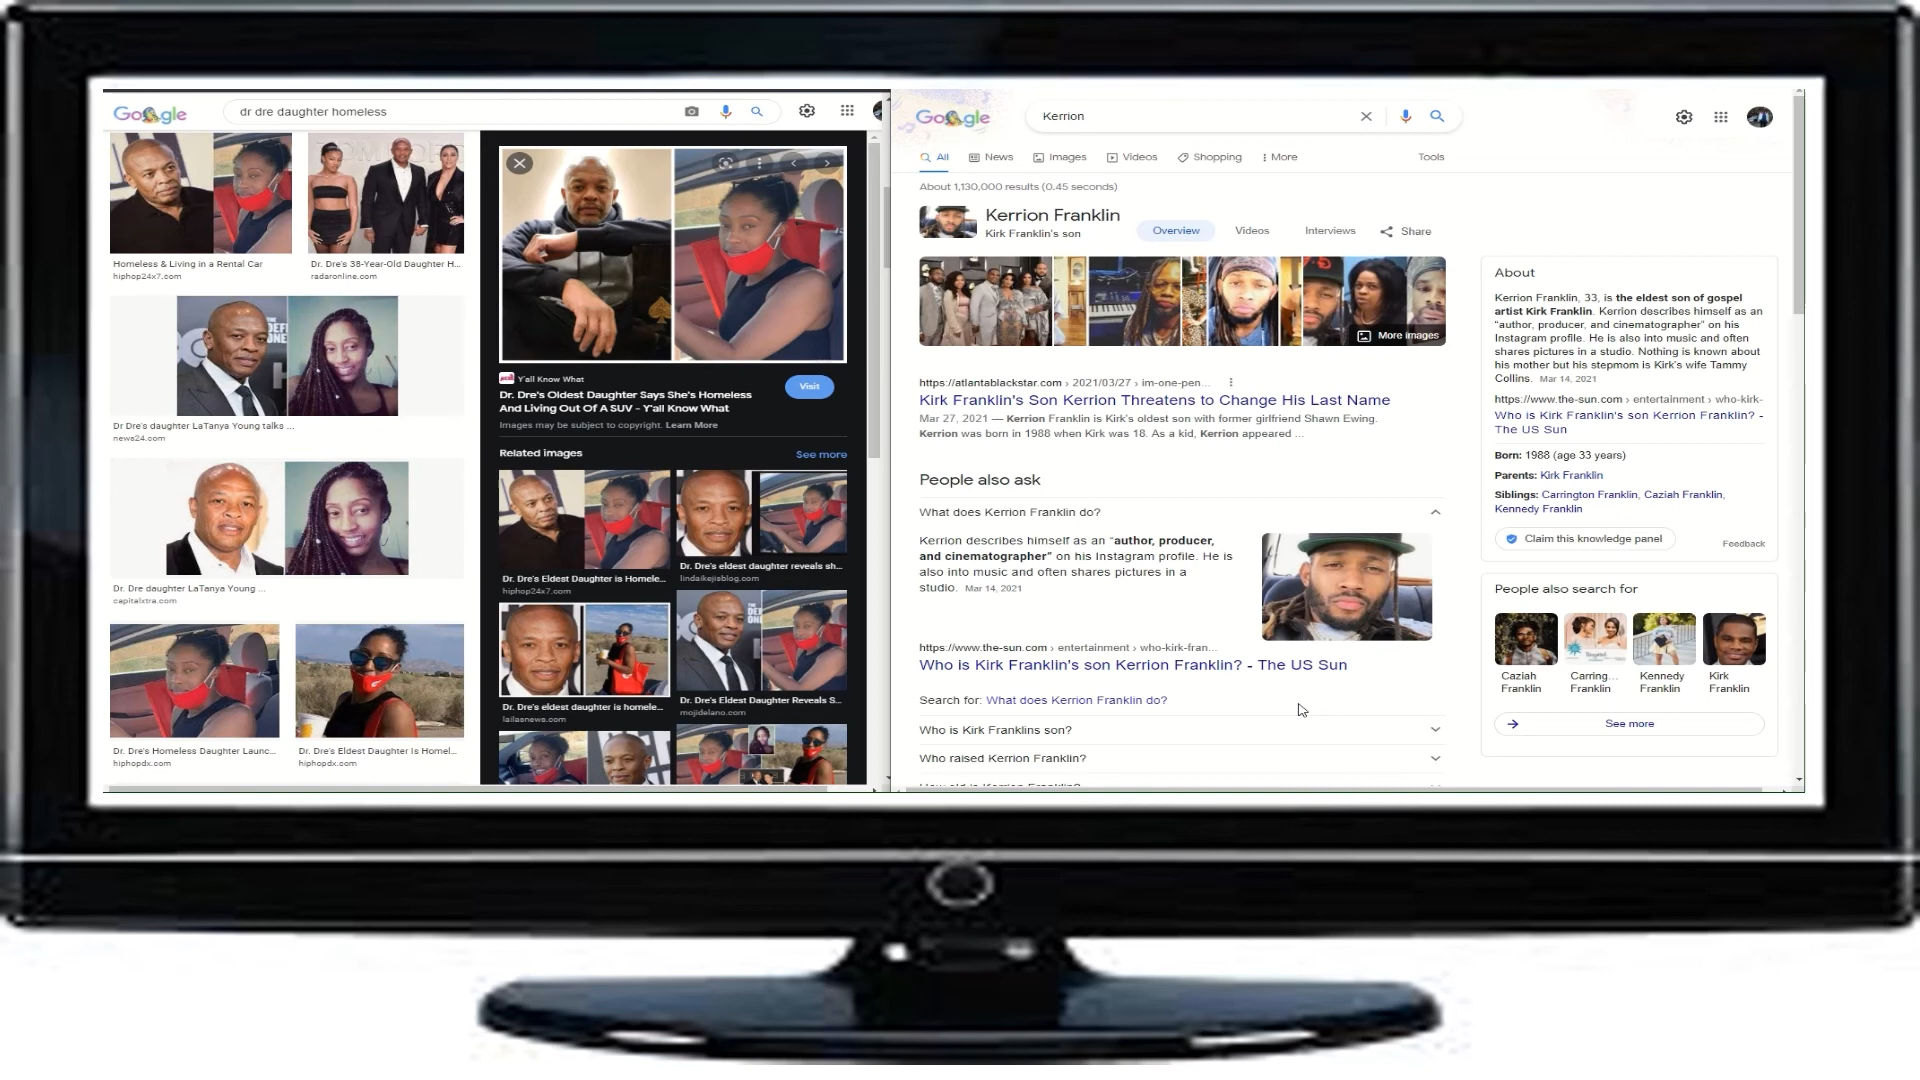 Google
dr dre daughter homeless
Homeless & Living in a Rental Car
hiphop24x7.com
Dr. Dre's 38-Year-Old Daughter H...
radaronline.com
Dr Dre's daughter LaTanya Young talks ...
news24.com
Dr. Dre daughter LaTanya Young ...
capitalxtra.com
Dr. Dre's Homeless Daughter Launc...
hiphopdx.com
Dr. Dre's Eldest Daughter Is Homel...
hiphopdx.com
Y'all Know What
Dr. Dre's Oldest Daughter Says She's Homeless
And Living Out Of A SUV - Y'all Know What
Visit
Images may be subject to copyright. Learn More
Related images
See more
Dr. Dre's Eldest Daughter is Homele...
hiphop24x7.com
Dr. Dre's eldest daughter reveals sh...
lindaikejisblog.com
Dr. Dre's eldest daughter is homele...
lailasnews.com
Dr. Dre's Eldest Daughter Reveals S...
mojidelano.com
Google
Kerrion
All
News
Images
Videos
Shopping
More
Tools
About 1,130,000 results (0.45 seconds)
Kerrion Franklin
Kirk Franklin's son
Overview
Videos
Interviews
Share
More images
https://atlantablackstar.com › 2021/03/27 › im-one-pen...
Kirk Franklin's Son Kerrion Threatens to Change His Last Name
Mar 27, 2021 — Kerrion Franklin is Kirk's oldest son with former girlfriend Shawn Ewing.
Kerrion was born in 1988 when Kirk was 18. As a kid, Kerrion appeared ...
People also ask
What does Kerrion Franklin do?
Kerrion describes himself as an "author, producer,
and cinematographer" on his Instagram profile. He is
also into music and often shares pictures in a
studio. Mar 14, 2021
https://www.the-sun.com › entertainment › who-kirk-fran...
Who is Kirk Franklin's son Kerrion Franklin? - The US Sun
Search for: What does Kerrion Franklin do?
Who is Kirk Franklins son?
Who raised Kerrion Franklin?
About
Kerrion Franklin, 33, is the eldest son of gospel
artist Kirk Franklin. Kerrion describes himself as an
"author, producer, and cinematographer" on his
Instagram profile. He is also into music and often
shares pictures in a studio. Nothing is known about
his mother but his stepmom is Kirk's wife Tammy
Collins. Mar 14, 2021
https://www.the-sun.com › entertainment › who-kirk-
Who is Kirk Franklin's son Kerrion Franklin? -
The US Sun
Born: 1988 (age 33 years)
Parents: Kirk Franklin
Siblings: Carrington Franklin, Caziah Franklin,
Kennedy Franklin
Claim this knowledge panel
Feedback
People also search for
Caziah
Franklin
Carring...
Franklin
Kennedy
Franklin
Kirk
Franklin
See more